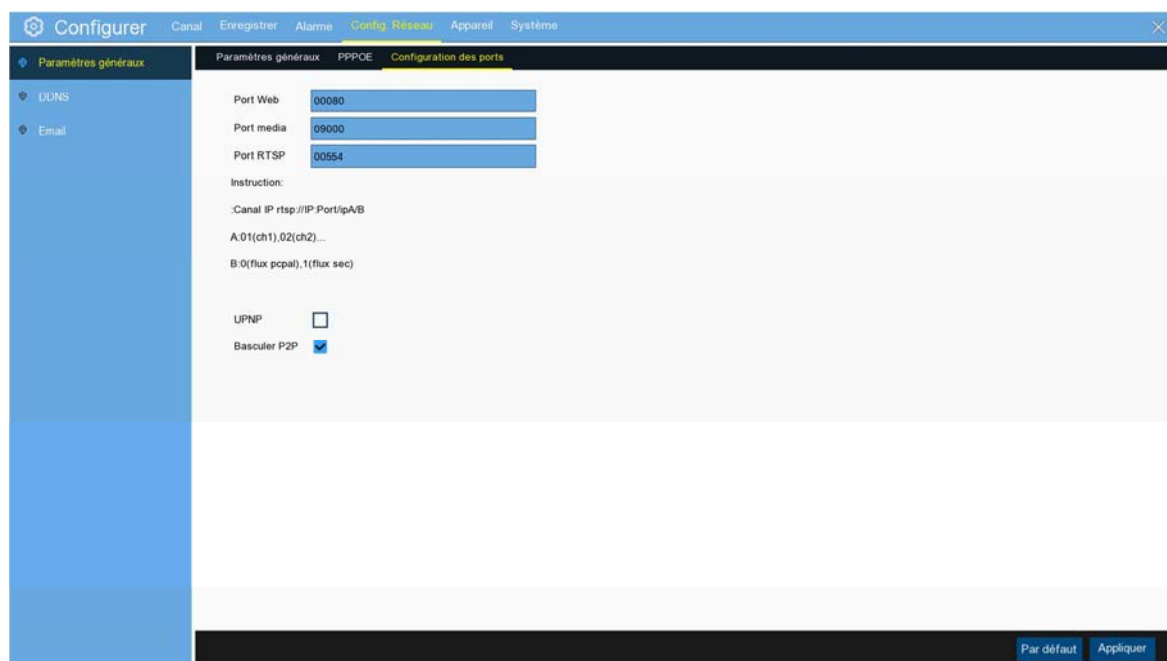 Configurer Canal Enregistrer Alarme Config. Réseau Appareil Système
Paramètres généraux
DDNS
Email
Paramètres généraux PPPOE Configuration des ports
Port Web 00080
Port media 09000
Port RTSP 00554
Instruction:
:Canal IP rtsp://IP:Port/ipA/B
A:01(ch1),02(ch2)...
B:0(flux pcpal),1(flux sec)
UPNP
Basculer P2P
Par défaut Appliquer